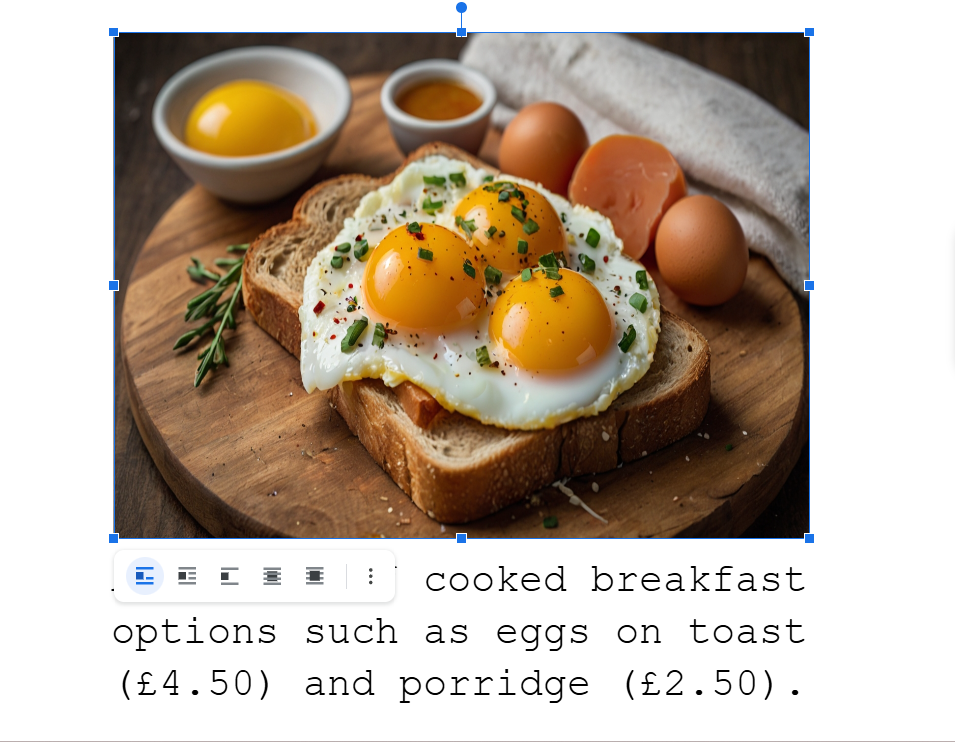 cooked breakfast
options such as eggs on toast
(£4.50) and porridge (£2.50).